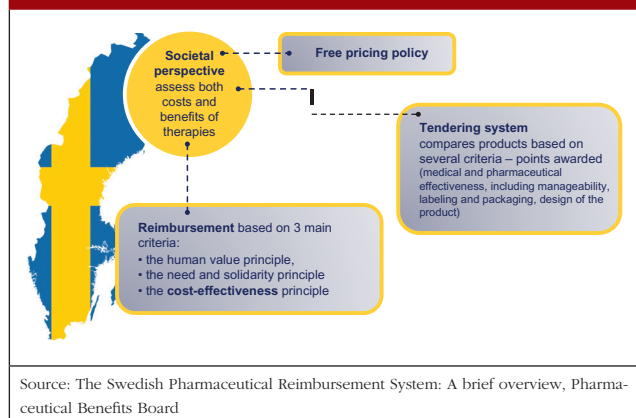 Societal
perspective
assess both
costs and
benefits of
therapies
Free pricing policy
Tendering system
compares products based on
several criteria – points awarded
(medical and pharmaceutical
effectiveness, including manageability,
labeling and packaging, design of the
product)
Reimbursement based on 3 main
criteria:
• the human value principle,
• the need and solidarity principle
• the cost-effectiveness principle
Source: The Swedish Pharmaceutical Reimbursement System: A brief overview, Pharma-
ceutical Benefits Board